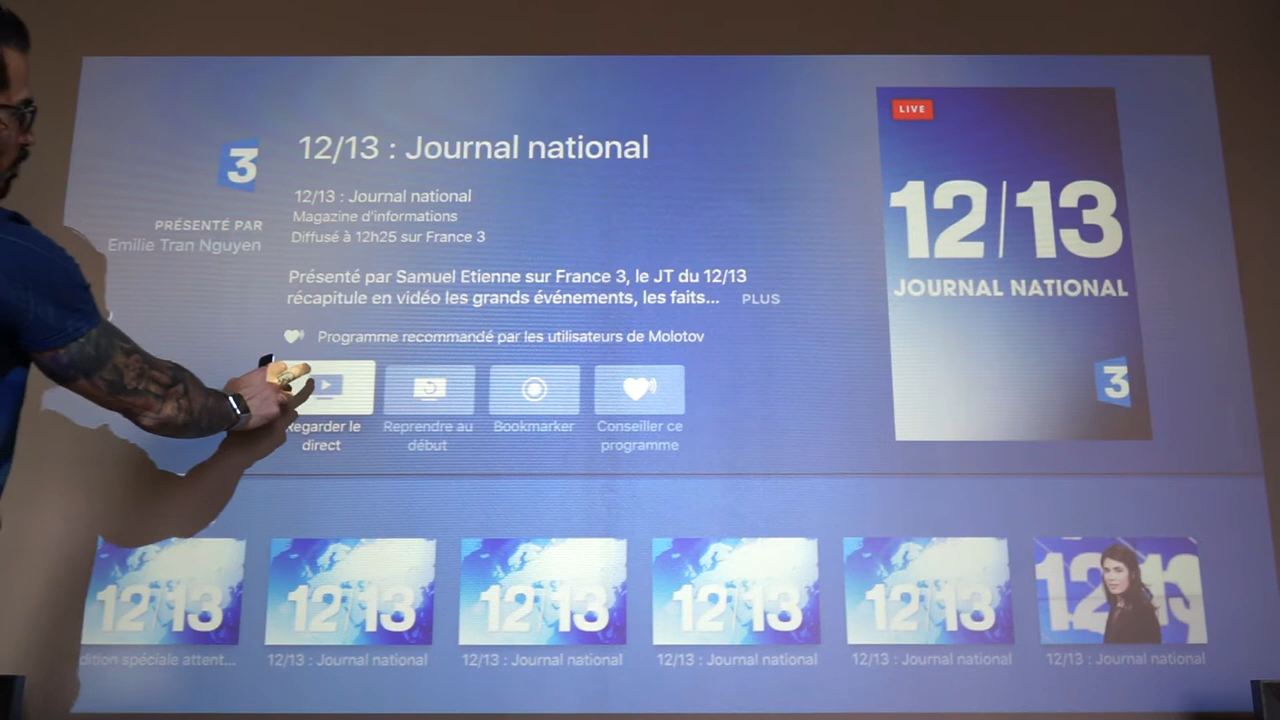 12/13 : Journal national
3
12/13 : Journal national
Magazine d'informations
Diffusé à 12h25 sur France 3
PRÉSENTÉ PAR
Emilie Tran Nguyen
Présenté par Samuel Etienne sur France 3, le JT du 12/13
récapitule en vidéo les grands événements, les faits... PLUS
Programme recommandé par les utilisateurs de Molotov
Regarder le
direct
Reprendre au
début
Bookmarker
Conseiller ce
programme
LIVE
12/13
JOURNAL NATIONAL
3
12/13
12/13
12/13
12/13
12/13
12/13
dition spéciale attent...
12/13 : Journal national
12/13 : Journal national
12/13 : Journal national
12/13 : Journal national
12/13 : Journal national